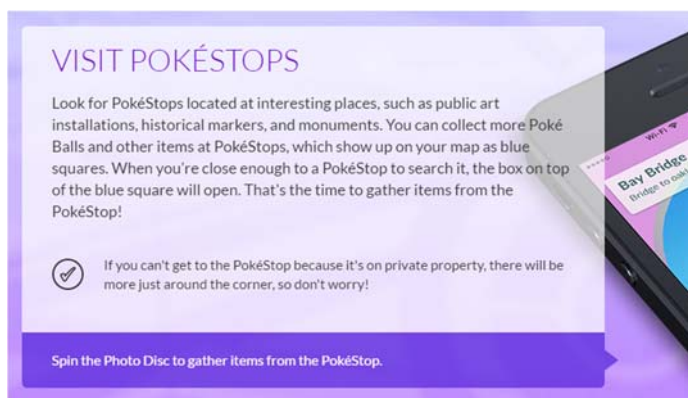 VISIT POKÉSTOPS
Look for PokéStops located at interesting places, such as public art
installations, historical markers, and monuments. You can collect more Poké
Balls and other items at PokéStops, which show up on your map as blue
squares. When you're close enough to a PokéStop to search it, the box on top
of the blue square will open. That's the time to gather items from the
PokéStop!
If you can't get to the PokéStop because it's on private property, there will be
more just around the corner, so don't worry!
Spin the Photo Disc to gather items from the PokéStop.
Wi-Fi
Bay Bridge
Bridge to oakl